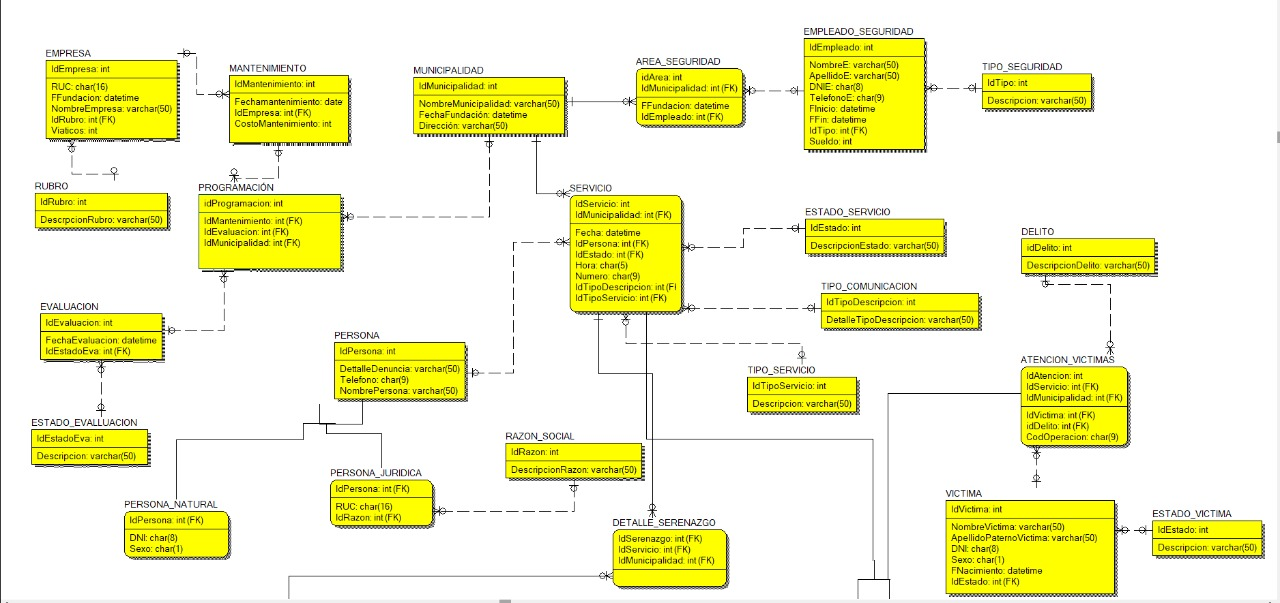 EMPRESA
IdEmpresa: int
RUC: char(16)
FFundacion: datetime
NombreEmpresa: varchar(50)
IdRubro: int (FK)
Viaticos: int
MANTENIMIENTO
IdMantenimiento: int
Fechamantenimiento: date
IdEmpresa: int (FK)
CostoMantenimiento: int
MUNICIPALIDAD
IdMunicipalidad: int
NombreMunicipalidad: varchar(50)
FechaFundación: datetime
Dirección: varchar(50)
AREA_SEGURIDAD
idArea: int
IdMunicipalidad: int (FK)
FFundacion: datetime
IdEmpleado: int (FK)
EMPLEADO_SEGURIDAD
IdEmpleado: int
NombreE: varchar(50)
ApellidoE: varchar(50)
DNIE: char(8)
TelefonoE: char(9)
FInicio: datetime
FFin: datetime
IdTipo: int (FK)
Sueldo: int
TIPO_SEGURIDAD
IdTipo: int
Descripcion: varchar(50)
RUBRO
IdRubro: int
DescrpcionRubro: varchar(50)
PROGRAMACIÓN
idProgramacion: int
IdMantenimiento: int (FK)
IdEvaluacion: int (FK)
IdMunicipalidad: int (FK)
SERVICIO
IdServicio: int
IdMunicipalidad: int (FK)
Fecha: datetime
IdPersona: int (FK)
IdEstado: int (FK)
Hora: char(5)
Numero: char(9)
IdTipoDescripcion: int (F
IdTipoServicio: int (FK)
ESTADO_SERVICIO
IdEstado: int
DescripcionEstado: varchar(50)
DELITO
idDelito: int
DescripcionDelito: varchar(50)
TIPO_COMUNICACION
IdTipoDescripcion: int
DetalleTipoDescripcion: varchar(50)
EVALUACION
IdEvaluacion: int
FechaEvaluacion: datetime
IdEstadoEva: int (FK)
PERSONA
IdPersona: int
DettalleDenuncia: varchar(50)
Telefono: char(9)
NombrePersona: varchar(50)
TIPO_SERVICIO
IdTipoServicio: int
Descripcion: varchar(50)
ATENCION_VICTIMAS
IdAtencion: int
IdServicio: int (FK)
IdMunicipalidad: int (FK)
IdVictima: int (FK)
idDelito: int (FK)
CodOperacion: char(9)
ESTADO_EVALLUACION
IdEstadoEva: int
Descripcion: varchar(50)
RAZON_SOCIAL
IdRazon: int
DescripcionRazon: varchar(50)
PERSONA_JURIDICA
IdPersona: int (FK)
RUC: char(16)
IdRazon: int (FK)
PERSONA_NATURAL
IdPersona: int (FK)
DNI: char(8)
Sexo: char(1)
DETALLE_SERENAZGO
IdSerenazgo: int (FK)
IdServicio: int (FK)
IdMunicipalidad: int (FK)
VICTIMA
IdVictima: int
NombreVictima: varchar(50)
ApellidoPaternoVictima: varchar(50)
DNI: char(8)
Sexo: char(1)
FNacimiento: datetime
IdEstado: int (FK)
ESTADO_VICTIMA
IdEstado: int
Descripcion: varchar(50)